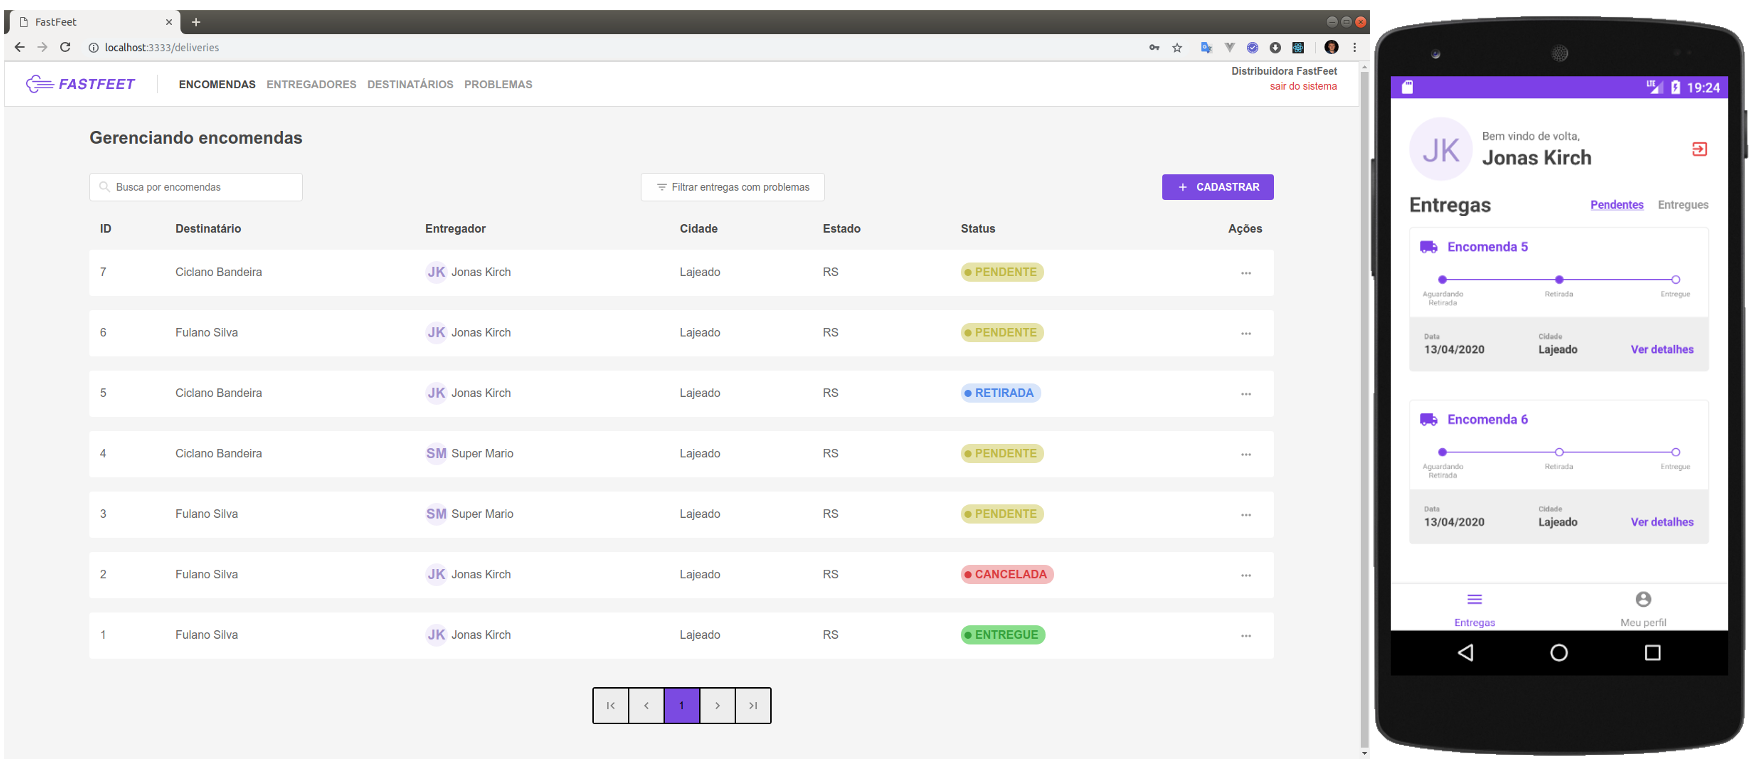 FastFeet
localhost:3333/deliveries
FASTFEET
ENCOMENDAS ENTREGADORES DESTINATÁRIOS PROBLEMAS
Distribuidora FastFeet
sair do sistema
Gerenciando encomendas
Busca por encomendas
Filtrar entregas com problemas
+ CADASTRAR
ID Destinatário Entregador Cidade Estado Status Ações
7 Ciclano Bandeira JK Jonas Kirch Lajeado RS PENDENTE ...
6 Fulano Silva JK Jonas Kirch Lajeado RS PENDENTE ...
5 Ciclano Bandeira JK Jonas Kirch Lajeado RS RETIRADA ...
4 Ciclano Bandeira SM Super Mario Lajeado RS PENDENTE ...
3 Fulano Silva SM Super Mario Lajeado RS PENDENTE ...
2 Fulano Silva JK Jonas Kirch Lajeado RS CANCELADA ...
1 Fulano Silva JK Jonas Kirch Lajeado RS ENTREGUE ...
1
LTE 19:24
JK
Bem vindo de volta,
Jonas Kirch
Entregas Pendentes Entregues
Encomenda 5
Aguardando
Retirada
Retirada
Entregue
Data Cidade
13/04/2020 Lajeado Ver detalhes
Encomenda 6
Aguardando
Retirada
Retirada
Entregue
Data Cidade
13/04/2020 Lajeado Ver detalhes
Entregas Meu perfil